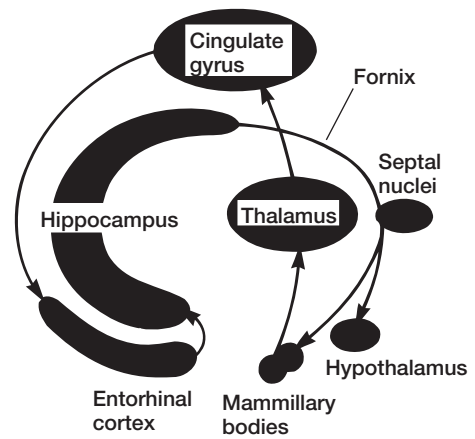 Cingulate
gyrus
Fornix
Septal
nuclei
Hippocampus
Thalamus
Hypothalamus
Entorhinal
cortex
Mammillary
bodies